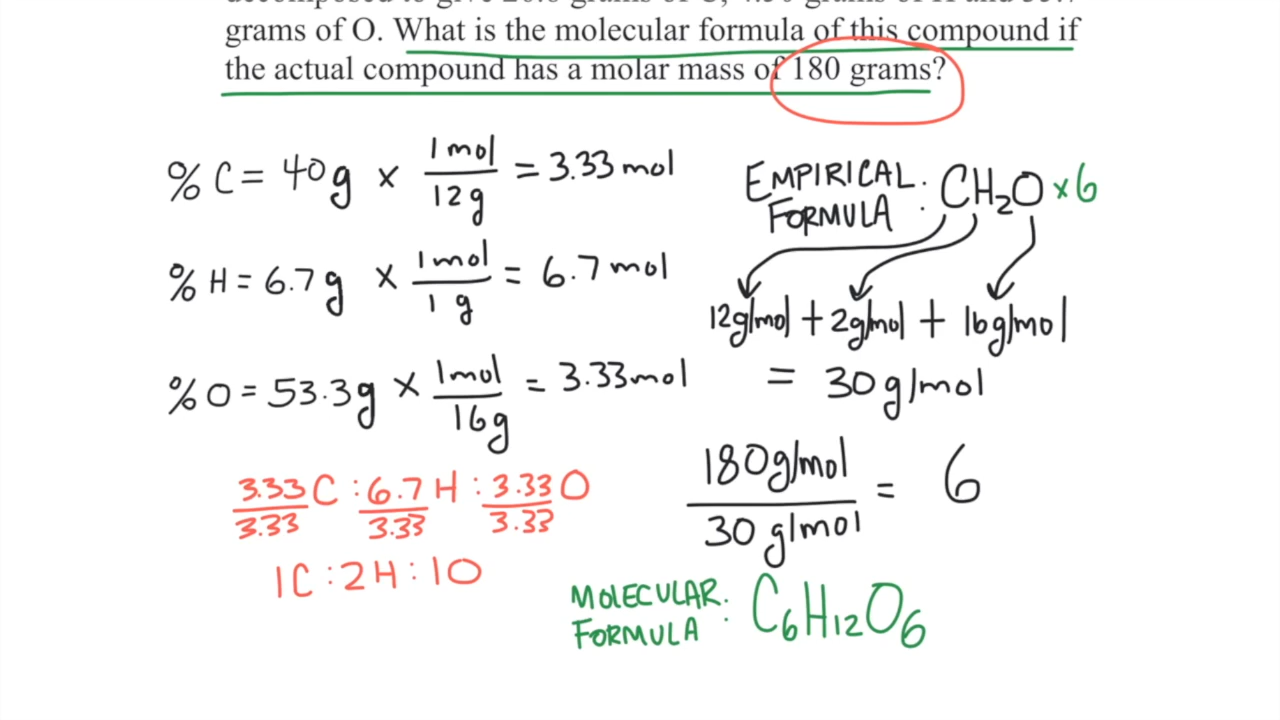 grams of O. What is the molecular formula of this compound if
the actual compound has a molar mass of 180 grams?
% C = 40g × 1mol / 12g = 3.33 mol
% H = 6.7g × 1mol / 1g = 6.7 mol
% O = 53.3g × 1mol / 16g = 3.33 mol
3.33/3.33 C : 6.7/3.33 H : 3.33/3.33 O
1C : 2H : 1O
EMPIRICAL FORMULA : CH₂O ×6
12g/mol + 2g/mol + 16g/mol
= 30g/mol
180g/mol / 30g/mol = 6
MOLECULAR FORMULA : C₆H₁₂O₆